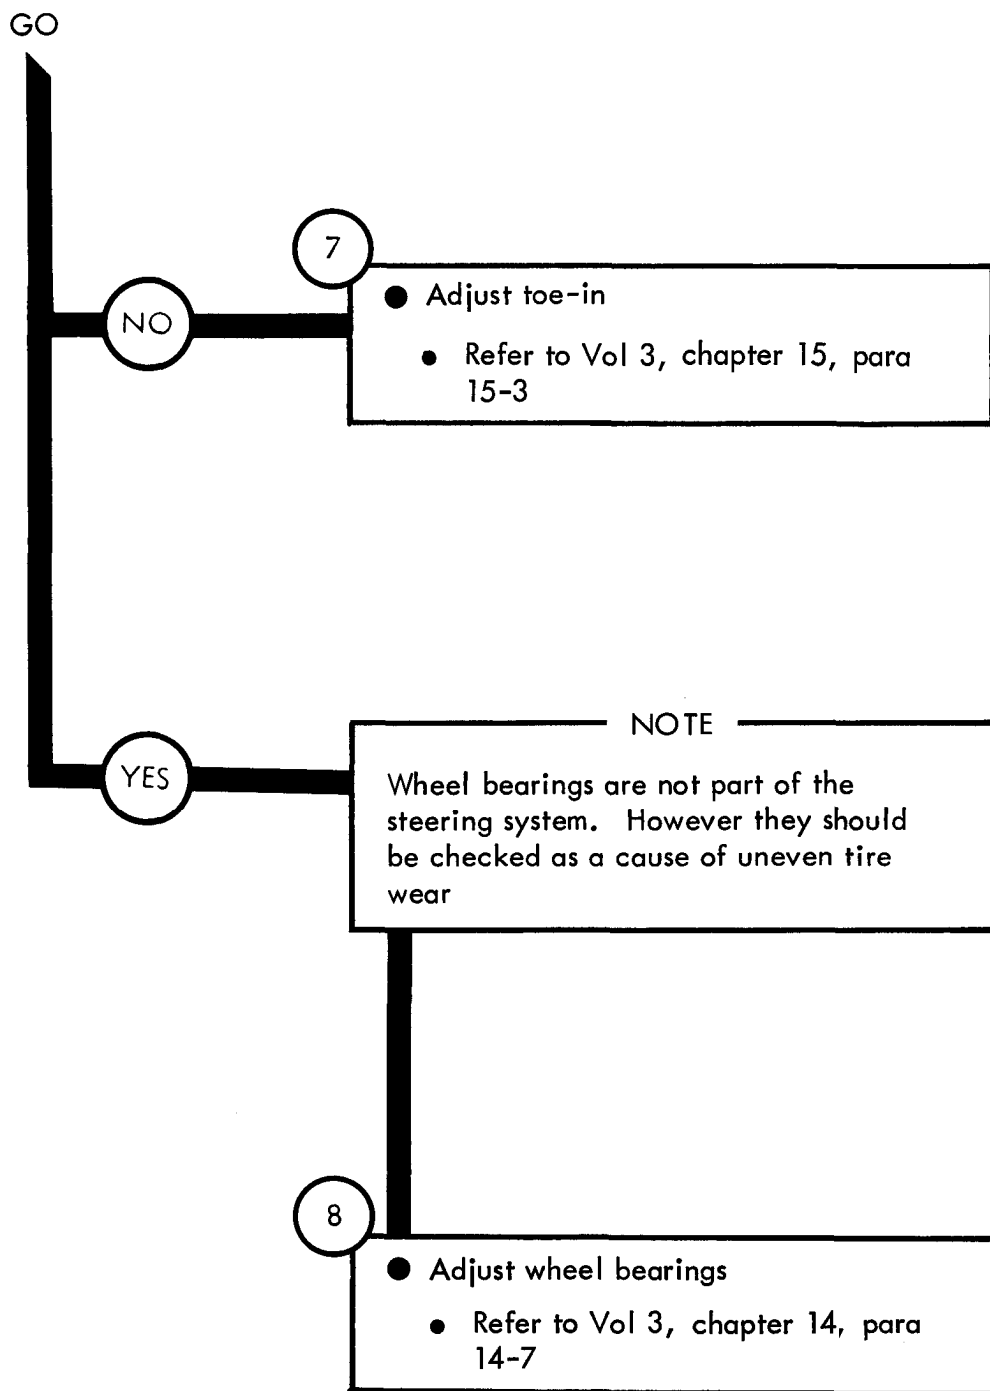 GO
7
● Adjust toe-in
NO
● Refer to Vol 3, chapter 15, para
15-3
NOTE
YES
Wheel bearings are not part of the
steering system. However they should
be checked as a cause of uneven tire
wear
8
● Adjust wheel bearings
● Refer to Vol 3, chapter 14, para
14-7